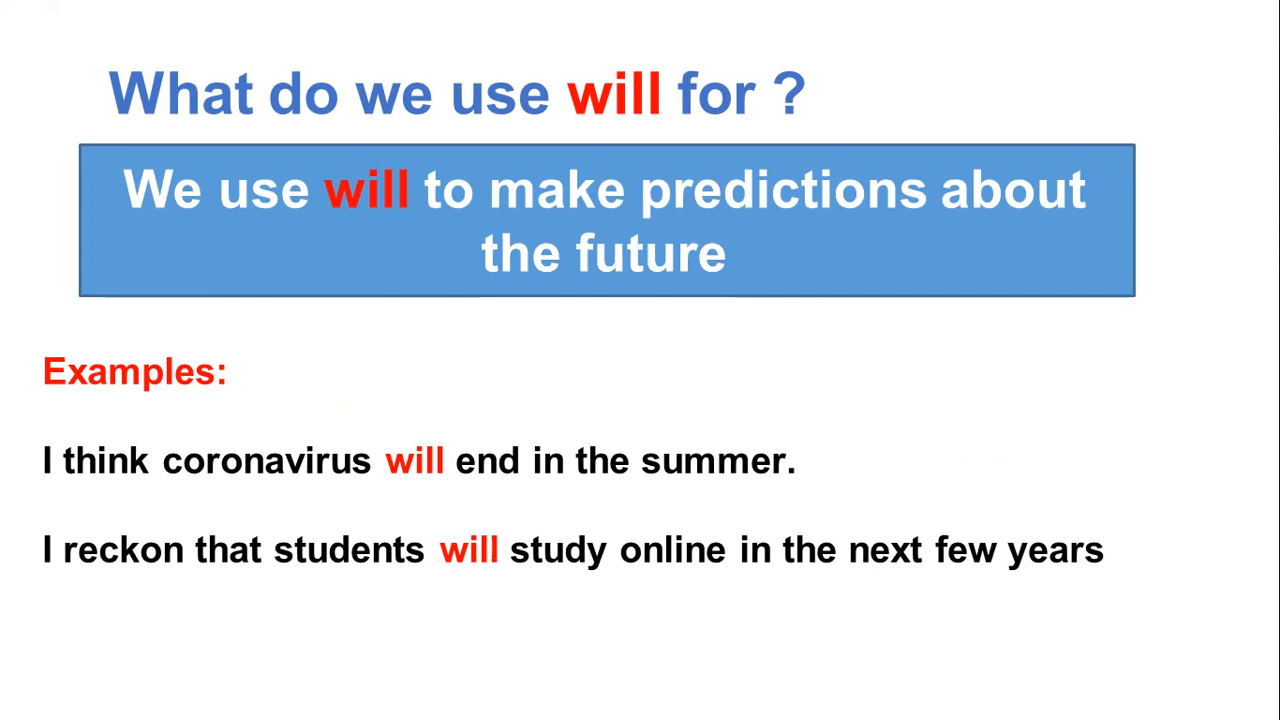 What do we use will for ?
We use will to make predictions about
the future
Examples:
I think coronavirus will end in the summer.
I reckon that students will study online in the next few years